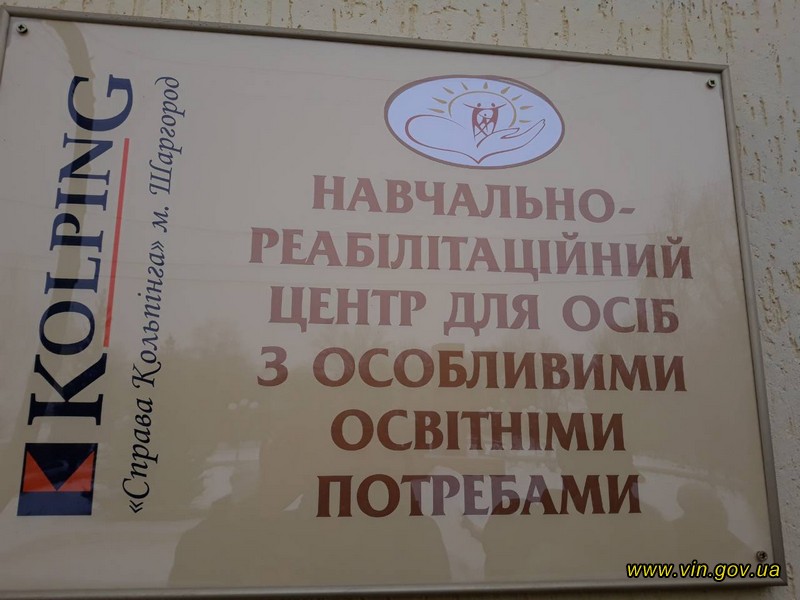 KOLPING
«Справа Кольпінга» м. Шаргород
НАВЧАЛЬНО-
РЕАБІЛІТАЦІЙНИЙ
ЦЕНТР ДЛЯ ОСІБ
З ОСОБЛИВИМИ
ОСВІТНІМИ
ПОТРЕБАМИ
www.vin.gov.ua